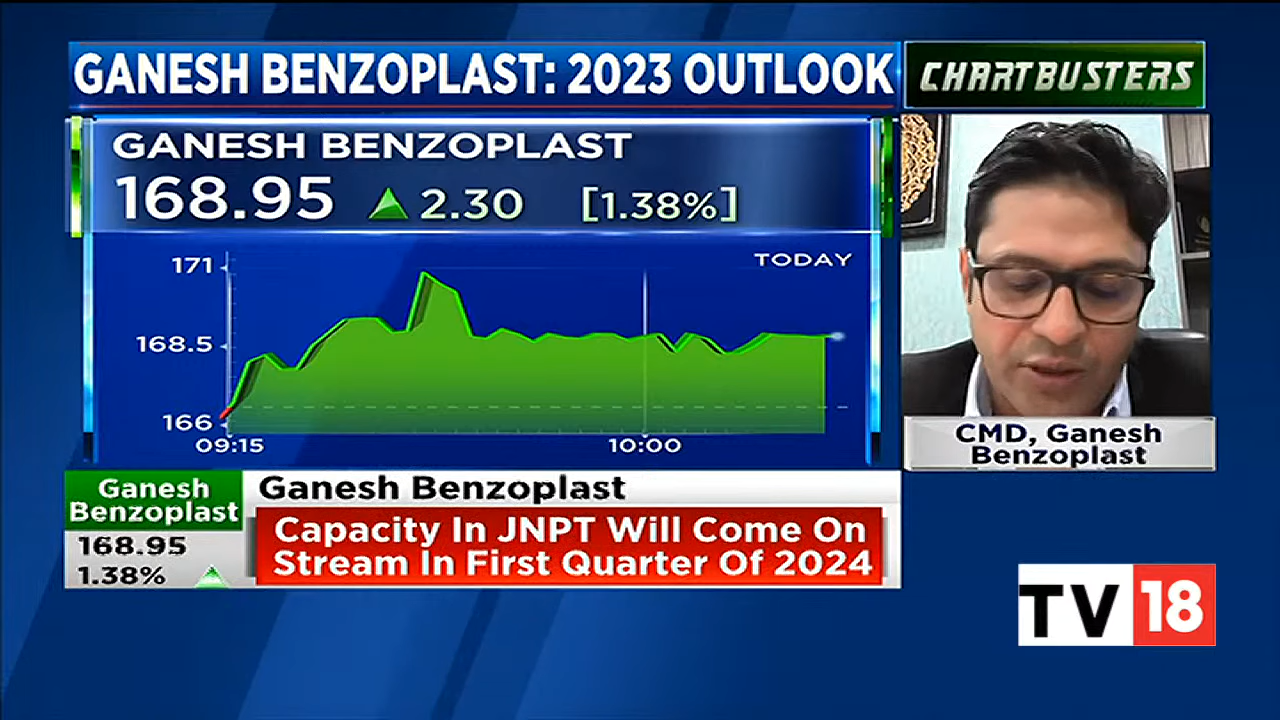 GANESH BENZOPLAST: 2023 OUTLOOK
CHARTBUSTERS
GANESH BENZOPLAST
168.95 ▲ 2.30 [1.38%]
TODAY
171
168.5
166
09:15 10:00
CMD, Ganesh
Benzoplast
Ganesh
Benzoplast
168.95
1.38% ▲
Ganesh Benzoplast
Capacity In JNPT Will Come On
Stream In First Quarter Of 2024
TV18